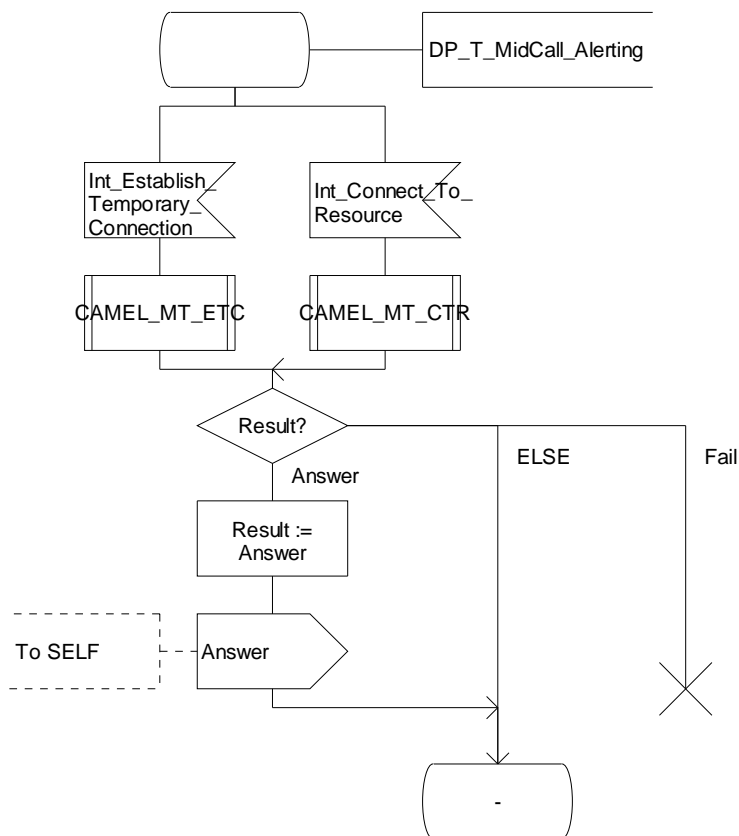 DP_T_MidCall_Alerting
Int_Establish_
Temporary_
Connection
Int_Connect_To_
Resource
CAMEL_MT_ETC
CAMEL_MT_CTR
Result?
ELSE
Fail
Answer
Result :=
Answer
To SELF
Answer
-